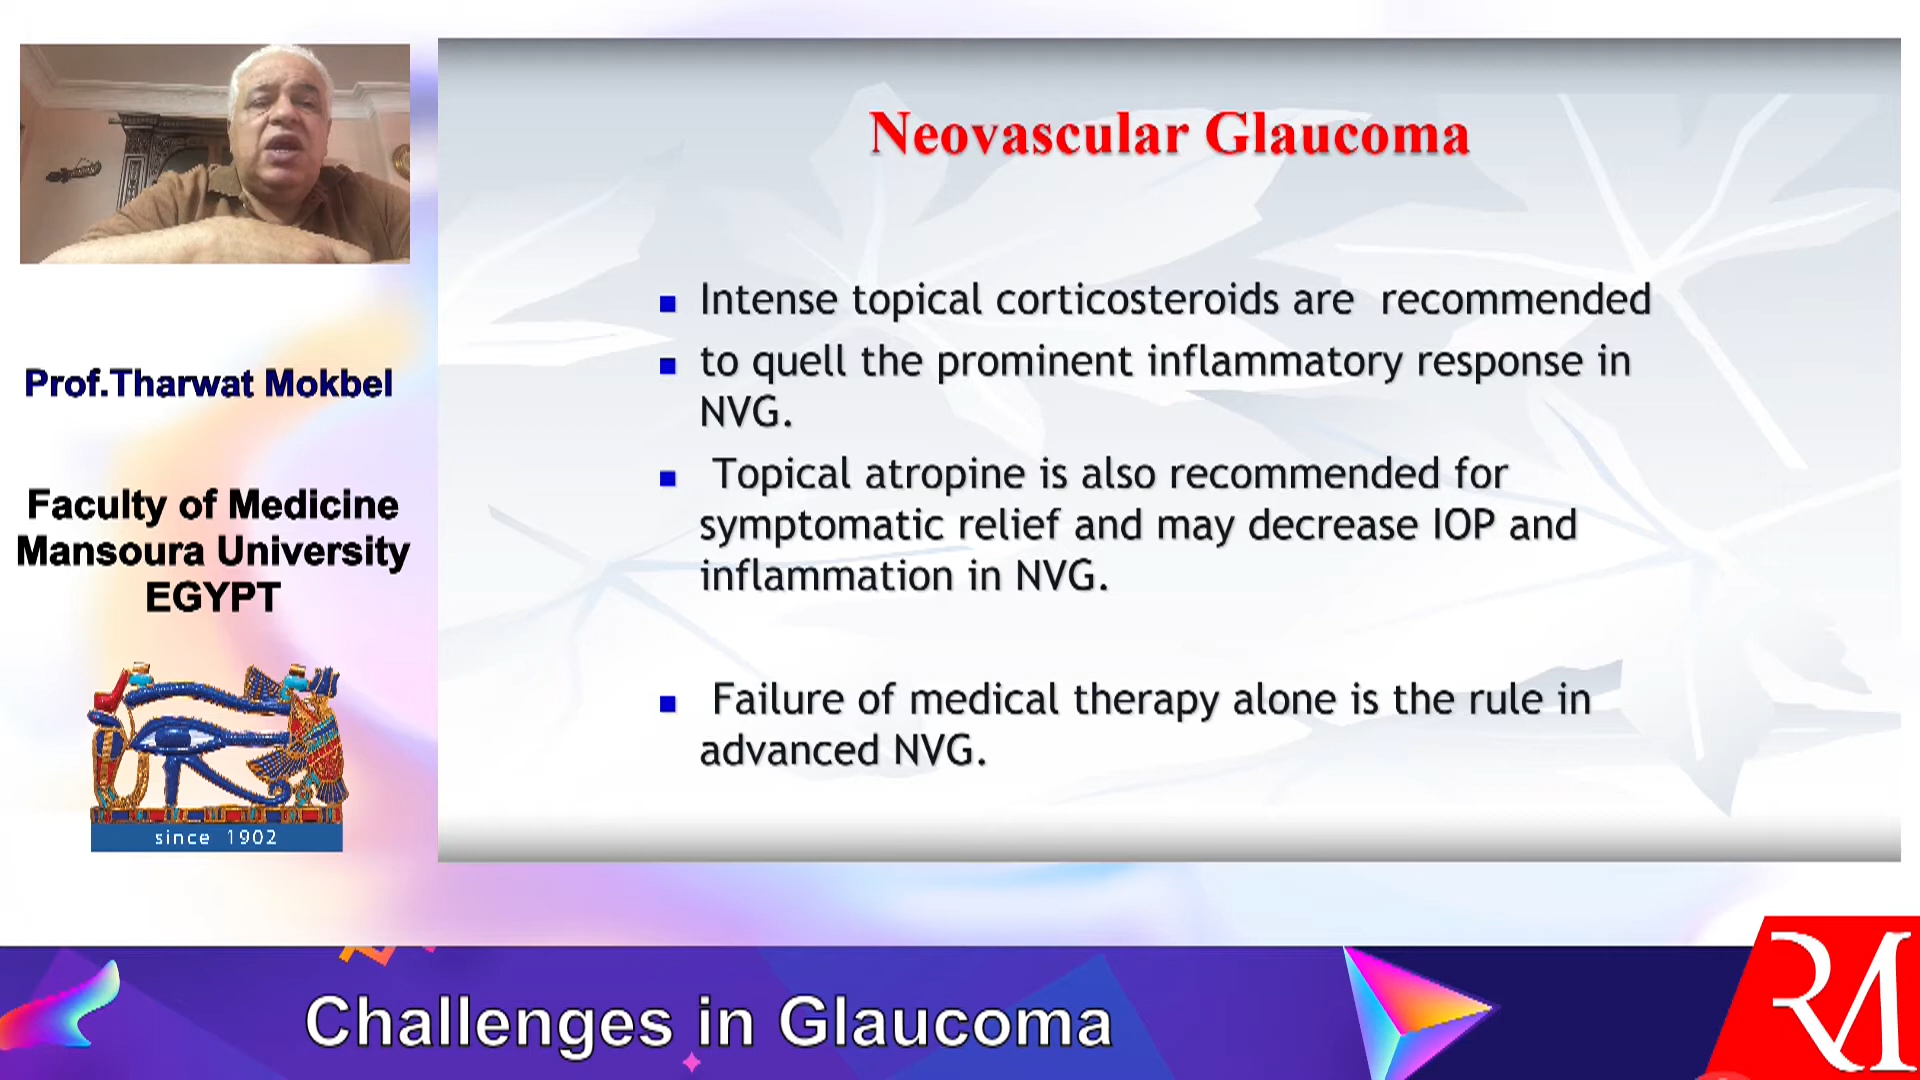 Neovascular Glaucoma
Intense topical corticosteroids are recommended
to quell the prominent inflammatory response in
NVG.
Topical atropine is also recommended for
symptomatic relief and may decrease IOP and
inflammation in NVG.
Failure of medical therapy alone is the rule in
advanced NVG.
Prof.Tharwat Mokbel
Faculty of Medicine
Mansoura University
EGYPT
since 1902
Challenges in Glaucoma
RM